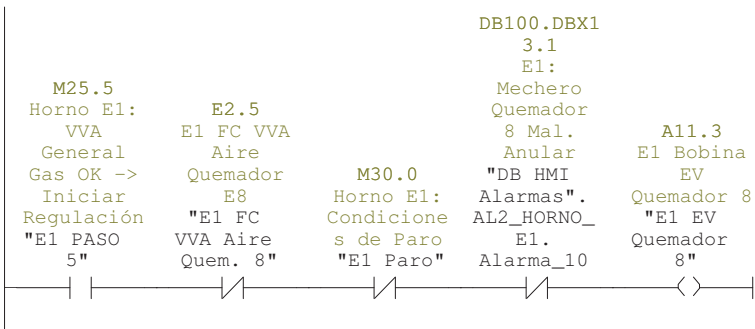 M25.5
Horno E1:
VVA
General
Gas OK ->
Iniciar
Regulación
"E1 PASO
5"
E2.5
E1 FC VVA
Aire
Quemador
E8
"E1 FC
VVA Aire
Quem. 8"
M30.0
Horno E1:
Condicione
s de Paro
"E1 Paro"
DB100.DBX1
3.1
E1:
Mechero
Quemador
8 Mal.
Anular
"DB HMI
Alarmas".
AL2_HORNO_
E1.
Alarma_10
A11.3
E1 Bobina
EV
Quemador 8
"E1 EV
Quemador
8"